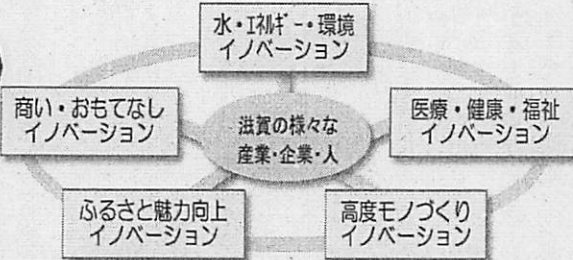 水・エネルギー・環境
イノベーション
商い・おもてなし
イノベーション
滋賀の様々な
産業・企業・人
医療・健康・福祉
イノベーション
ふるさと魅力向上
イノベーション
高度モノづくり
イノベーション